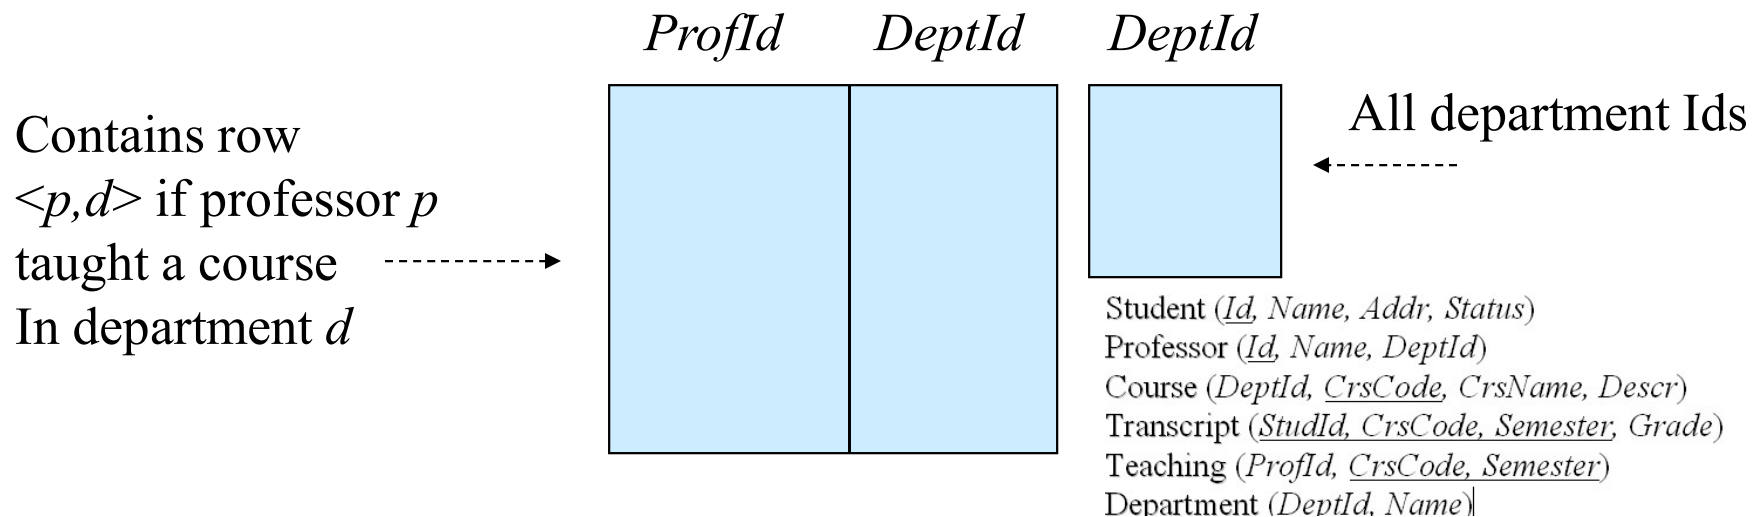 ProfId DeptId DeptId
Contains row
<p,d> if professor p
taught a course
In department d
All department Ids
Student (Id, Name, Addr, Status)
Professor (Id, Name, DeptId)
Course (DeptId, CrsCode, CrsName, Descr)
Transcript (StudId, CrsCode, Semester, Grade)
Teaching (ProfId, CrsCode, Semester)
Department (DeptId, Name)